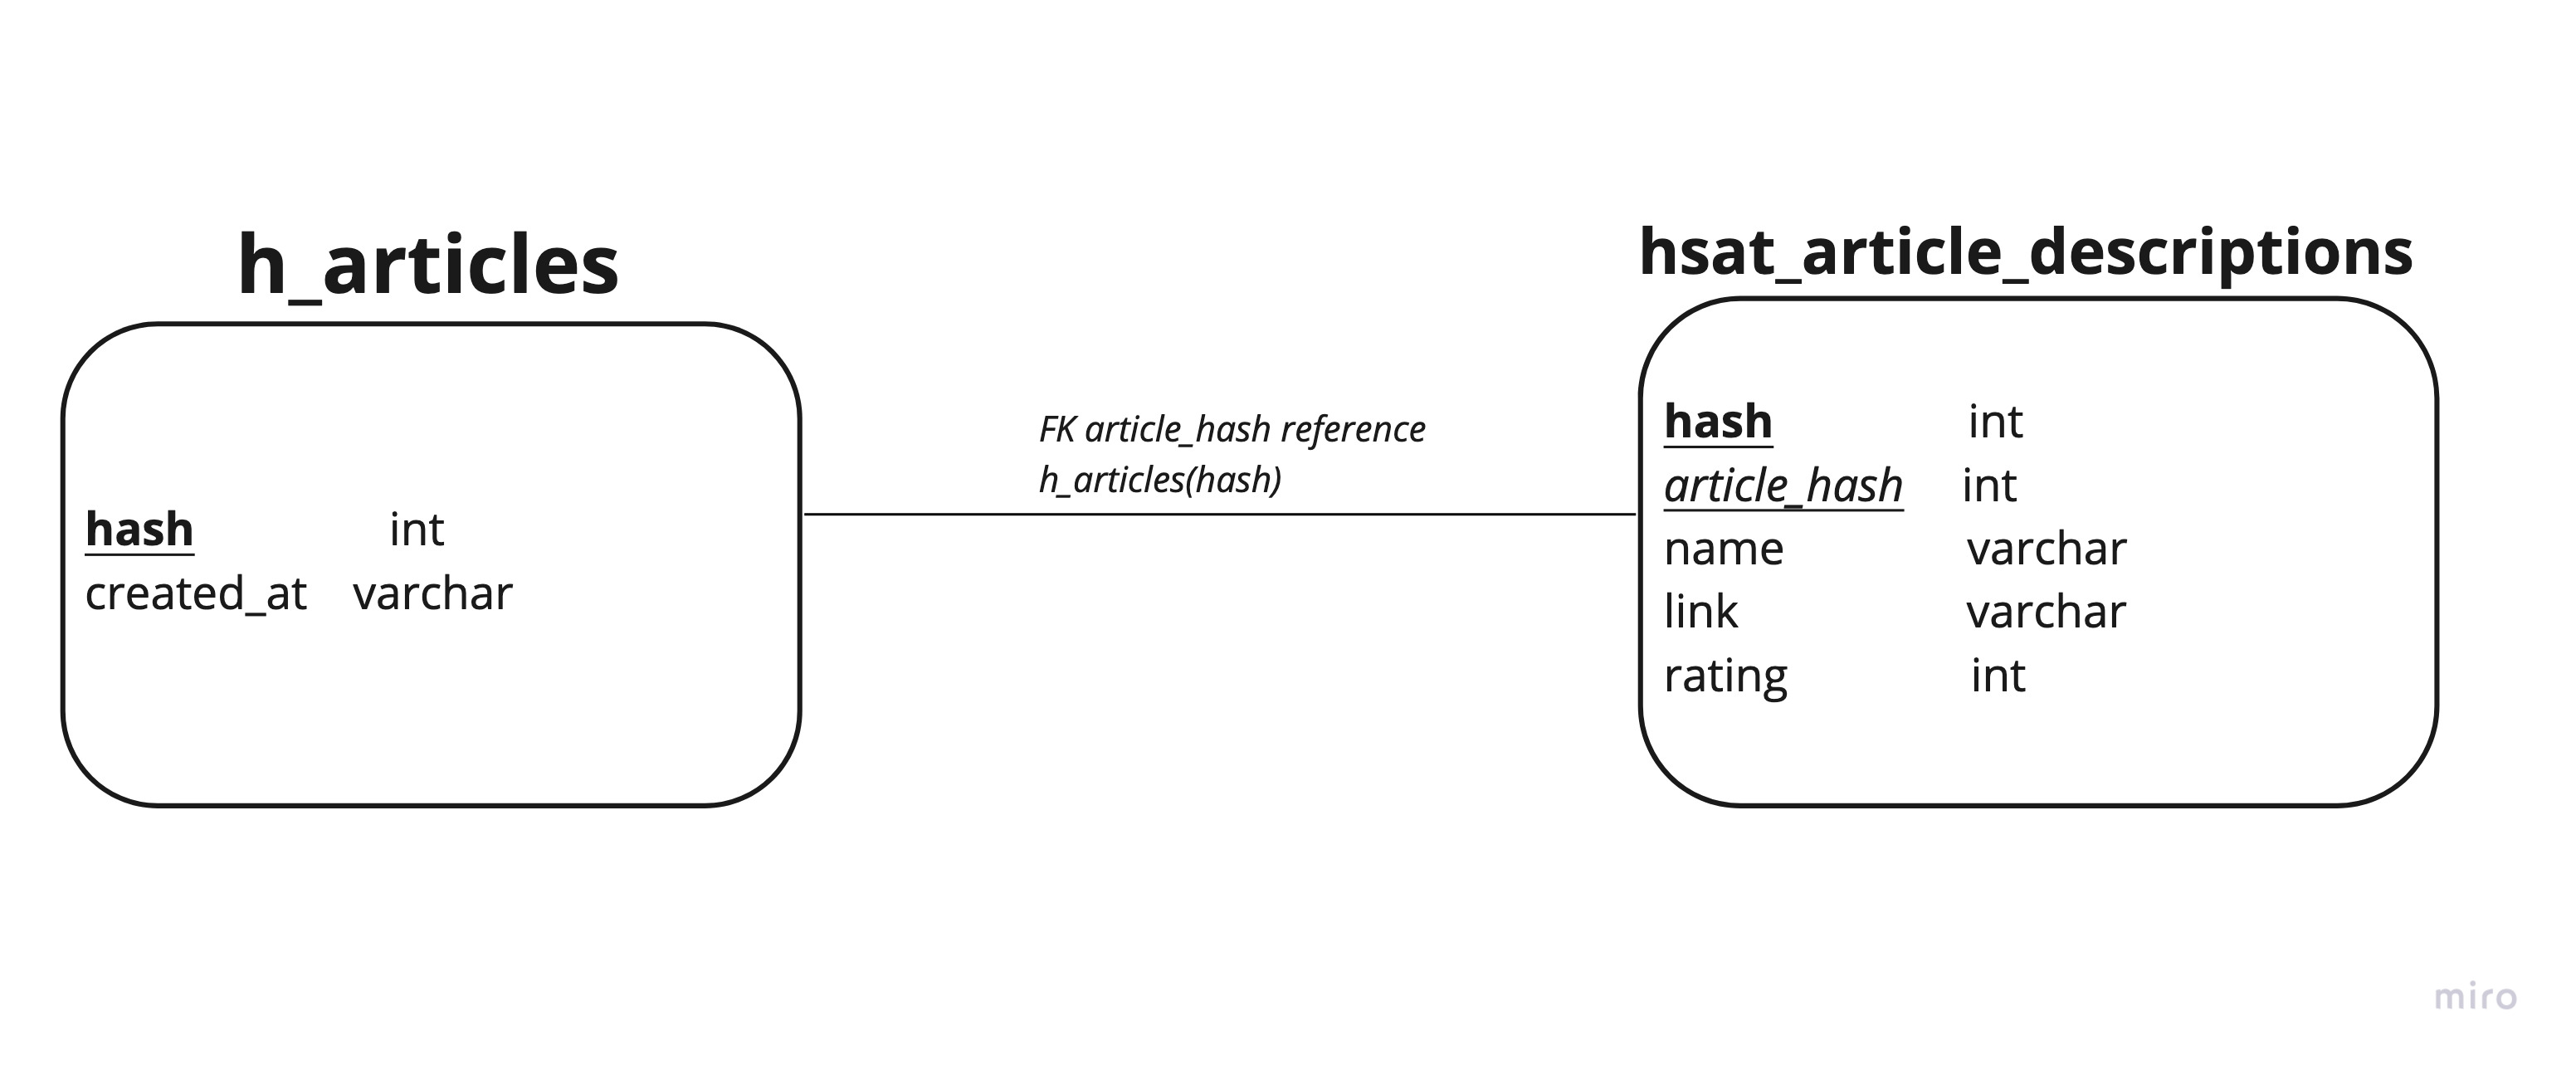 h_articles
hash int
created_at varchar
FK article_hash reference
h_articles(hash)
hsat_article_descriptions
hash int
article_hash int
name varchar
link varchar
rating int
miro